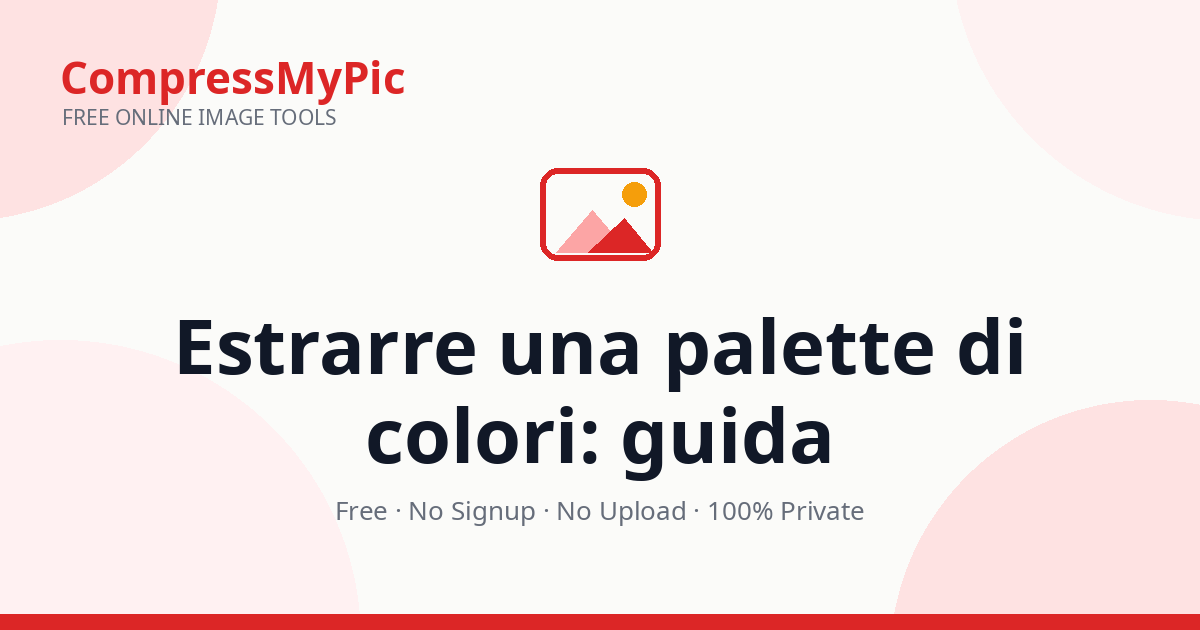 CompressMyPic
FREE ONLINE IMAGE TOOLS
Estrarre una palette di
colori: guida
Free · No Signup · No Upload · 100% Private